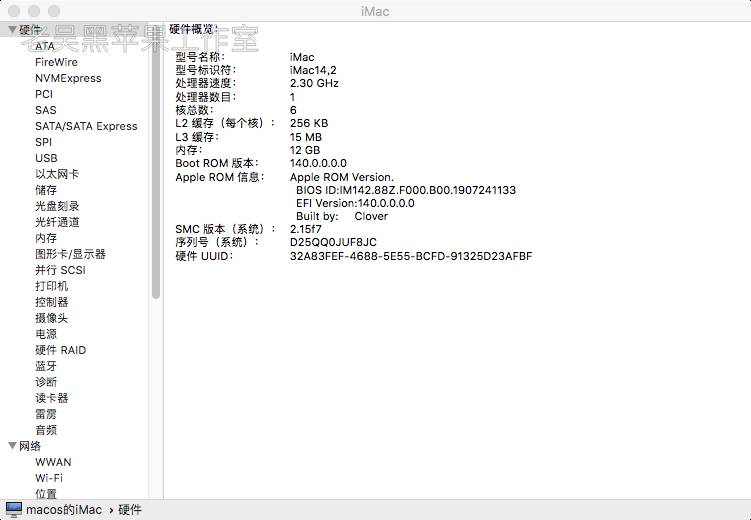 iMac
老吴黑苹果工作室
硬件
ATA
FireWire
NVMExpress
PCI
SAS
SATA/SATA Express
SPI
USB
以太网卡
储存
光盘刻录
光纤通道
内存
图形卡/显示器
并行 SCSI
打印机
控制器
摄像头
电源
硬件 RAID
蓝牙
诊断
读卡器
雷雳
音频
网络
WWAN
Wi-Fi
位置
硬件概览：
型号名称： iMac
型号标识符： iMac14,2
处理器速度： 2.30 GHz
处理器数目： 1
核总数： 6
L2 缓存（每个核）： 256 KB
L3 缓存： 15 MB
内存： 12 GB
Boot ROM 版本： 140.0.0.0.0
Apple ROM 信息： Apple ROM Version.
BIOS ID:IM142.88Z.F000.B00.1907241133
EFI Version:140.0.0.0.0
Built by: Clover
SMC 版本（系统）： 2.15f7
序列号（系统）： D25QQ0JUF8JC
硬件 UUID： 32A83FEF-4688-5E55-BCFD-91325D23AFBF
macos的iMac › 硬件